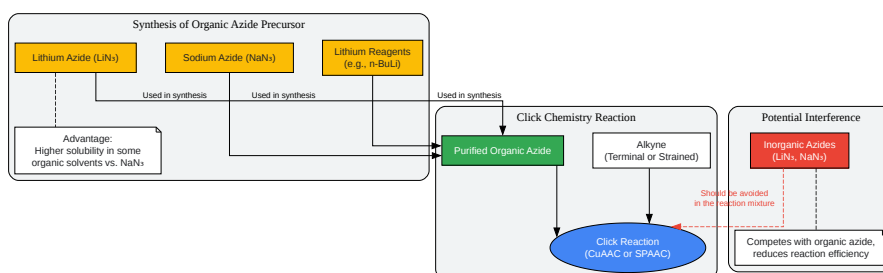 Synthesis of Organic Azide Precursor
Lithium Azide (LiN₃)
Sodium Azide (NaN₃)
Lithium Reagents
(e.g., n-BuLi)
Used in synthesis
Used in synthesis
Used in synthesis
Advantage:
Higher solubility in some
organic solvents vs. NaN₃
Click Chemistry Reaction
Purified Organic Azide
Alkyne
(Terminal or Strained)
Click Reaction
(CuAAC or SPAAC)
Potential Interference
Inorganic Azides
(LiN₃, NaN₃)
Should be avoided
in the reaction mixture
Competes with organic azide,
reduces reaction efficiency